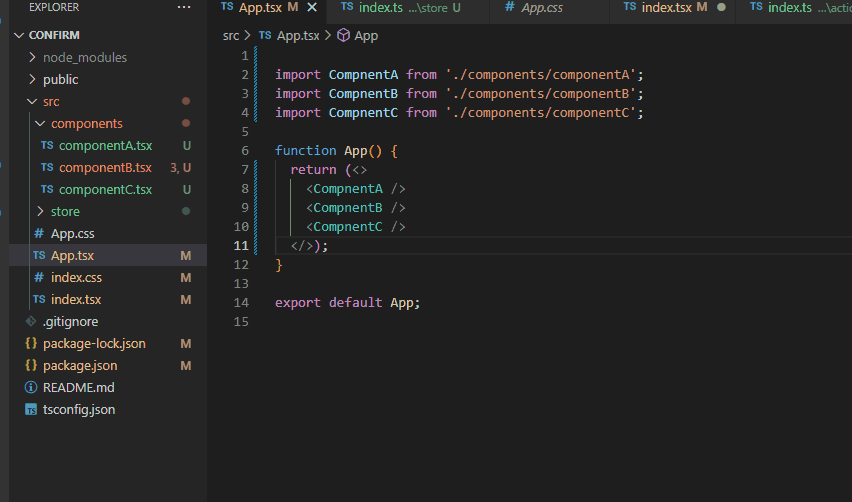 EXPLORER
···
CONFIRM
node_modules
public
src
components
TS componentA.tsx U
TS componentB.tsx 3, U
TS componentC.tsx U
store
# App.css
TS App.tsx M
# index.css M
TS index.tsx M
.gitignore
{} package-lock.json M
{} package.json M
README.md
tsconfig.json
TS App.tsx M
TS index.ts ...\store U
# App.css
TS index.tsx M
TS index.ts ...\actio
src > TS App.tsx > App
1
2 import CompnentA from './components/componentA';
3 import CompnentB from './components/componentB';
4 import CompnentC from './components/componentC';
5
6 function App() {
7 return (<>
8 <CompnentA />
9 <CompnentB />
10 <CompnentC />
11 </>);
12 }
13
14 export default App;
15